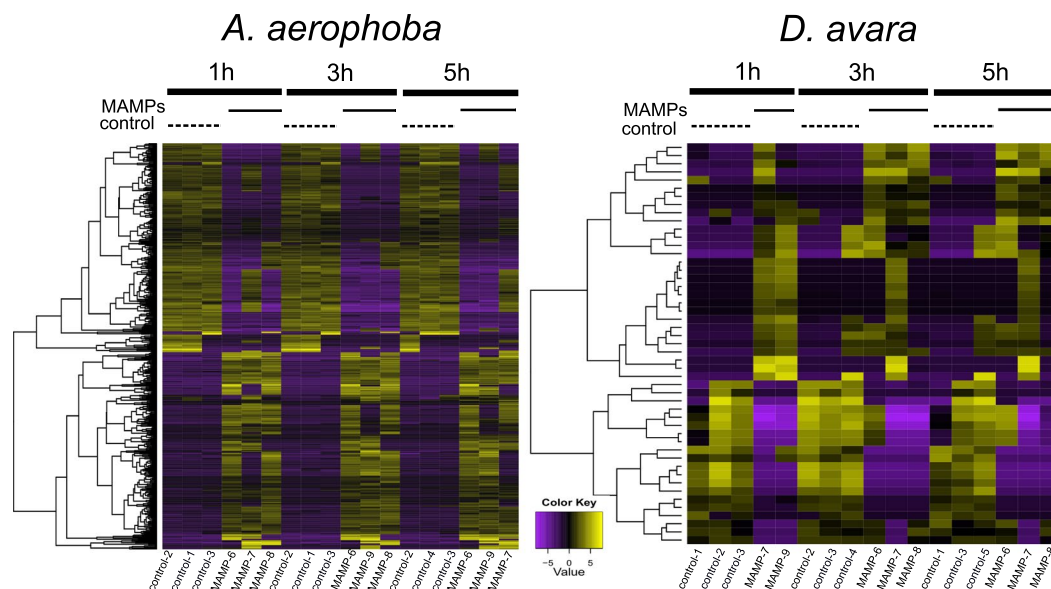 A. aerophoba
D. avara
1h 3h 5h
1h 3h 5h
MAMPs
control
MAMPs
control
Color Key
−5 0 5
Value
control-2 control-1 control-3 MAMP-6 MAMP-7 MAMP-8 control-2 control-1 control-3 MAMP-6 MAMP-9 MAMP-8 control-2 control-4 control-3 MAMP-6 MAMP-9 MAMP-7
control-1 control-2 control-3 MAMP-7 MAMP-9 control-2 control-3 control-4 MAMP-6 MAMP-7 MAMP-8 control-1 control-3 control-5 MAMP-6 MAMP-7 MAMP-8